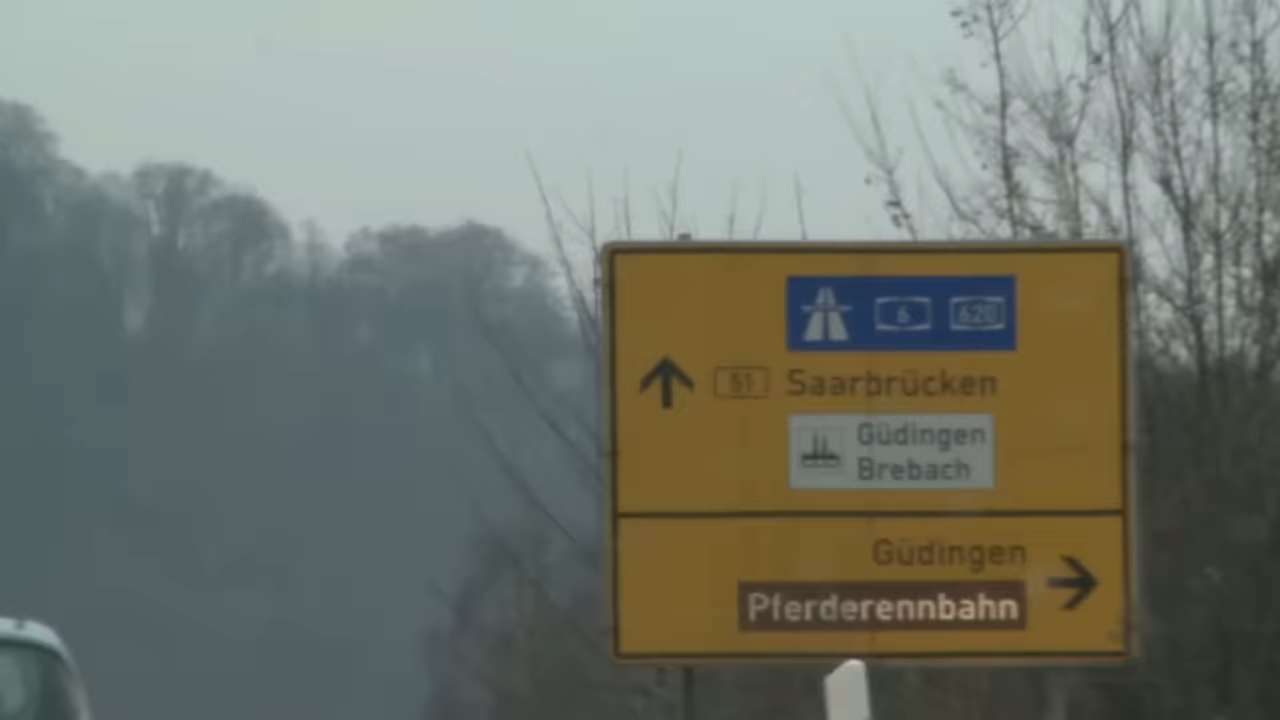 6 620
51 Saarbrücken
Güdingen
Brebach
Güdingen
Pferderennbahn